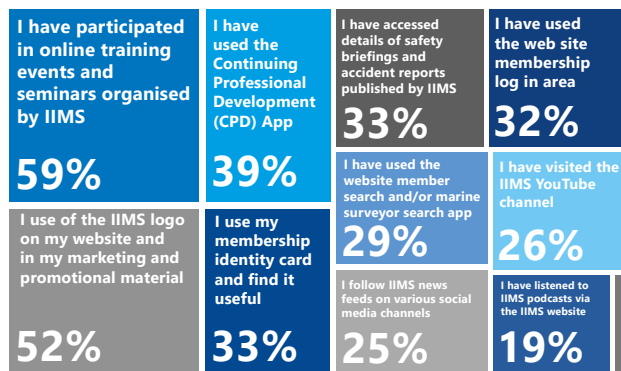 I have participated
in online training
events and
seminars organised
by IIMS
59%
I have
used the
Continuing
Professional
Development
(CPD) App
39%
I have accessed
details of safety
briefings and
accident reports
published by IIMS
33%
I have used
the web site
membership
log in area
32%
I have used the
website member
search and/or marine
surveyor search app
29%
I have visited the
IIMS YouTube
channel
26%
I use of the IIMS logo
on my website and
in my marketing and
promotional material
52%
I use my
membership
identity card
and find it
useful
33%
I follow IIMS news
feeds on various social
media channels
25%
I have listened to
IIMS podcasts via
the IIMS website
19%